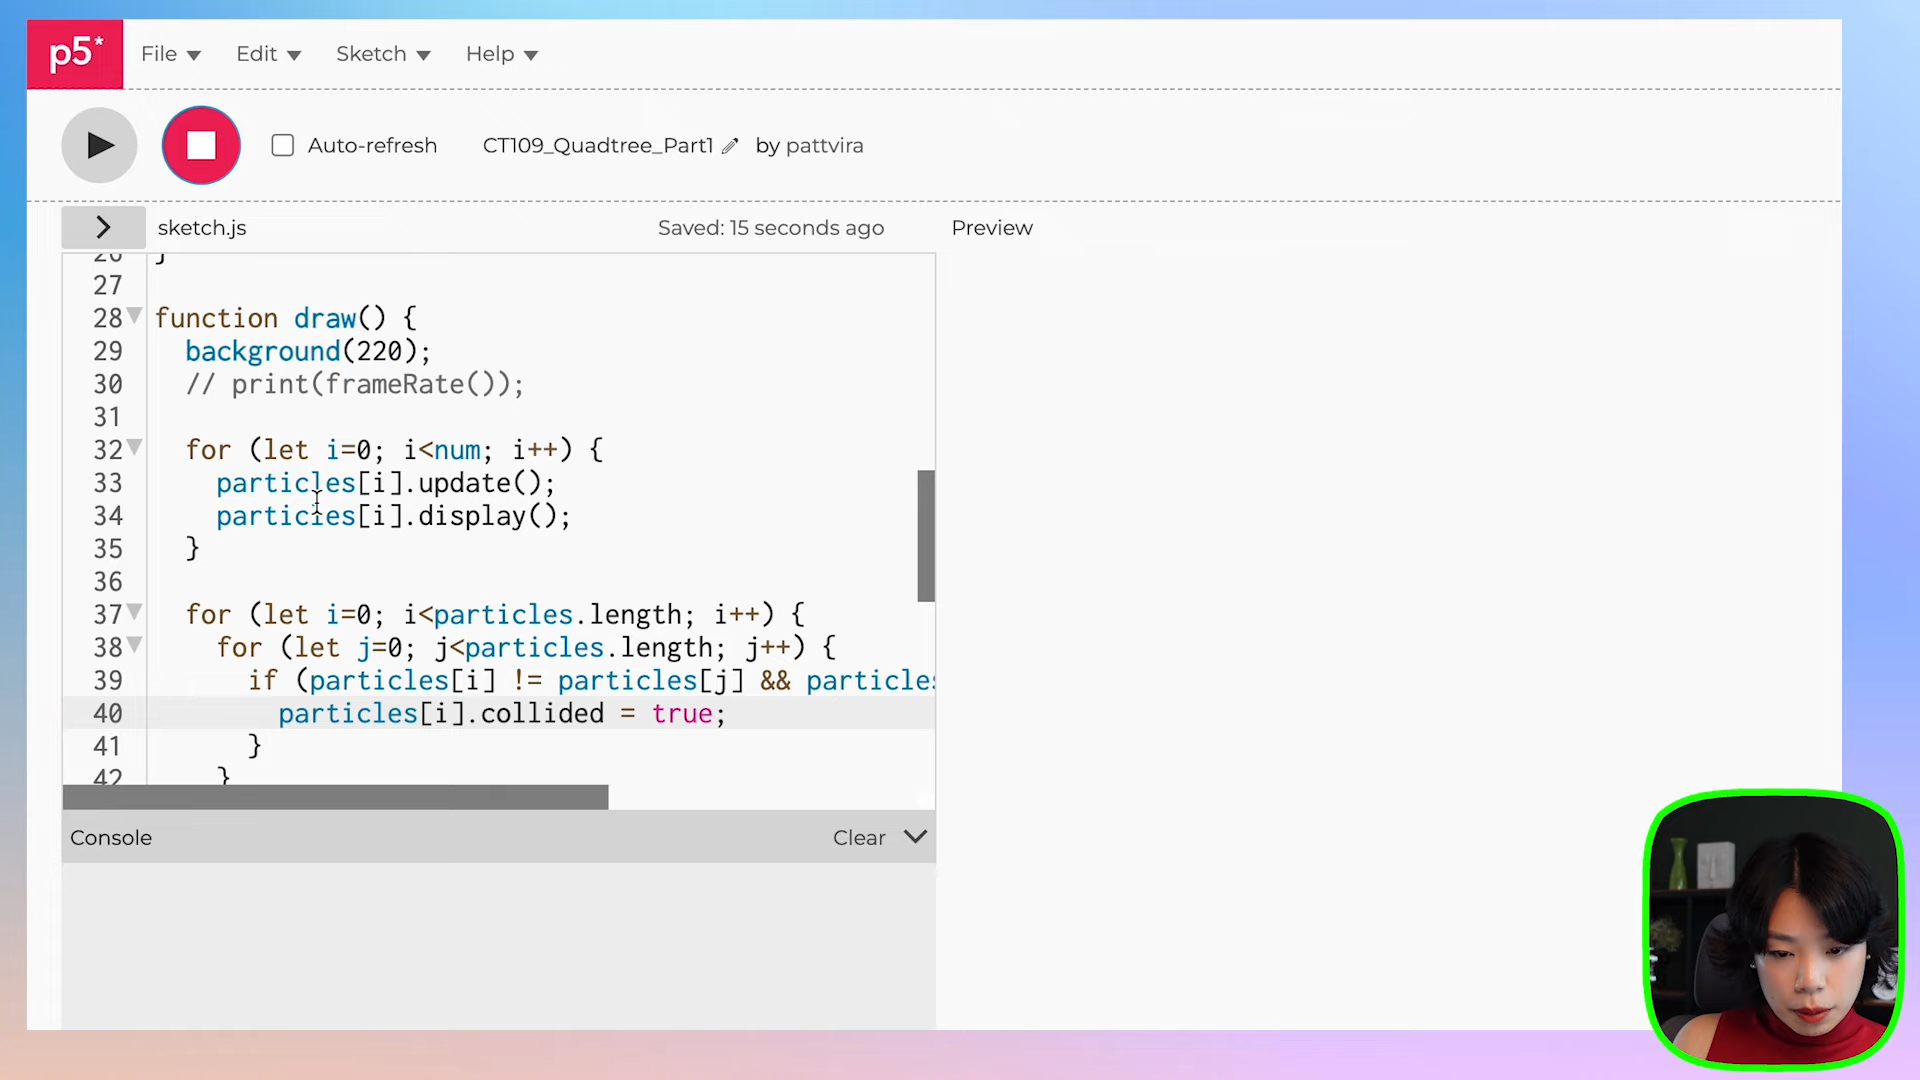 p5* File Edit Sketch Help
Auto-refresh CT109_Quadtree_Part1 by pattvira
sketch.js Saved: 15 seconds ago Preview
26 }
27
28 function draw() {
29 background(220);
30 // print(frameRate());
31
32 for (let i=0; i<num; i++) {
33 particles[i].update();
34 particles[i].display();
35 }
36
37 for (let i=0; i<particles.length; i++) {
38 for (let j=0; j<particles.length; j++) {
39 if (particles[i] != particles[j] && particles
40 particles[i].collided = true;
41 }
42 }
Console Clear